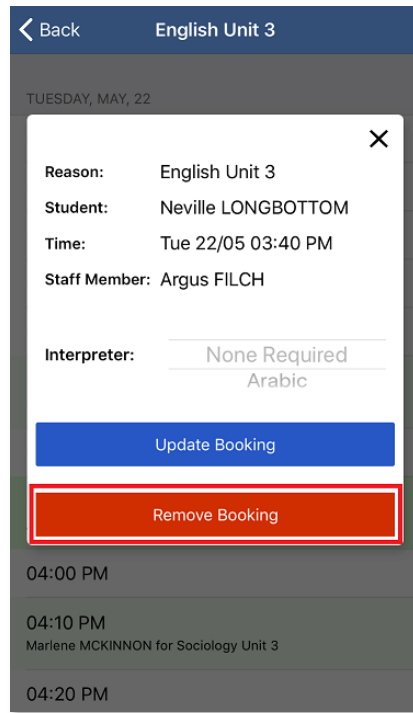 Back English Unit 3
TUESDAY, MAY, 22
Reason: English Unit 3
Student: Neville LONGBOTTOM
Time: Tue 22/05 03:40 PM
Staff Member: Argus FILCH
Interpreter: None Required
Arabic
Update Booking
Remove Booking
04:00 PM
04:10 PM
Marlene MCKINNON for Sociology Unit 3
04:20 PM